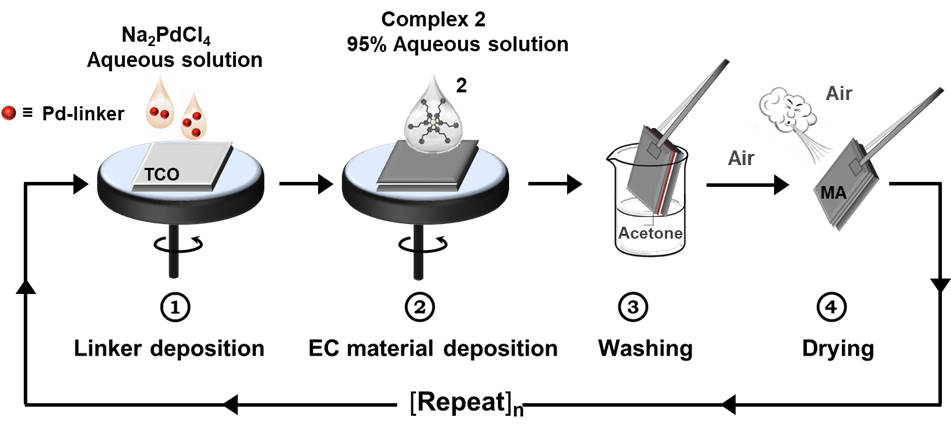 Na₂PdCl₄
Aqueous solution
≡ Pd-linker
TCO
Complex 2
95% Aqueous solution
2
Acetone
Air
Air
MA
① 
Linker deposition
②
EC material deposition
③
Washing
④
Drying
[Repeat]ₙ